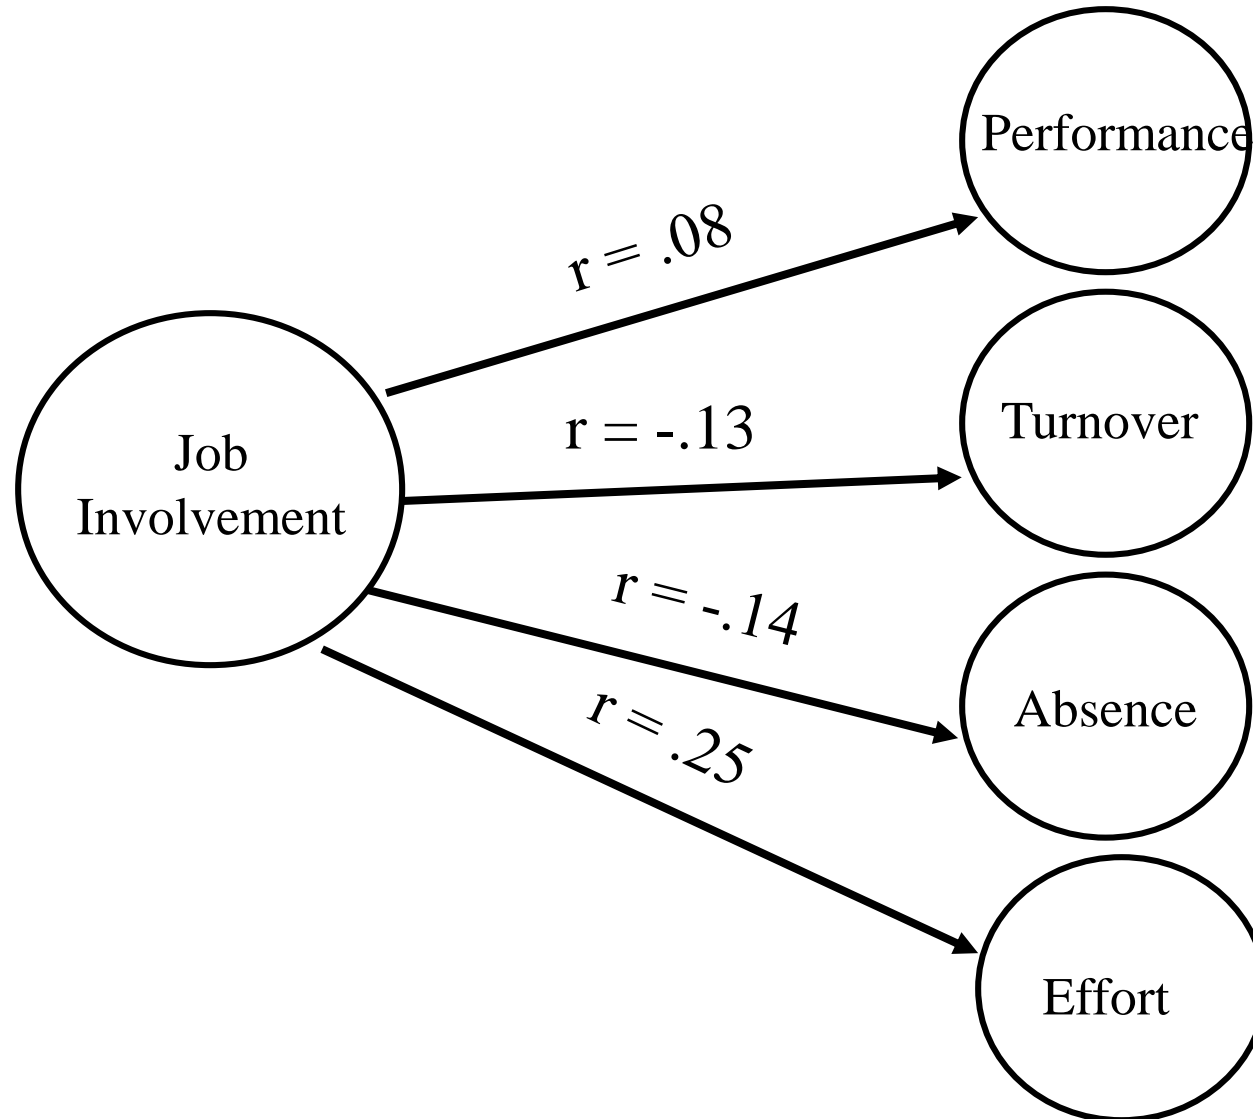 Performance
r = .08
Turnover
r = -.13
Job
Involvement
r = -.14
Absence
r = .25
Effort